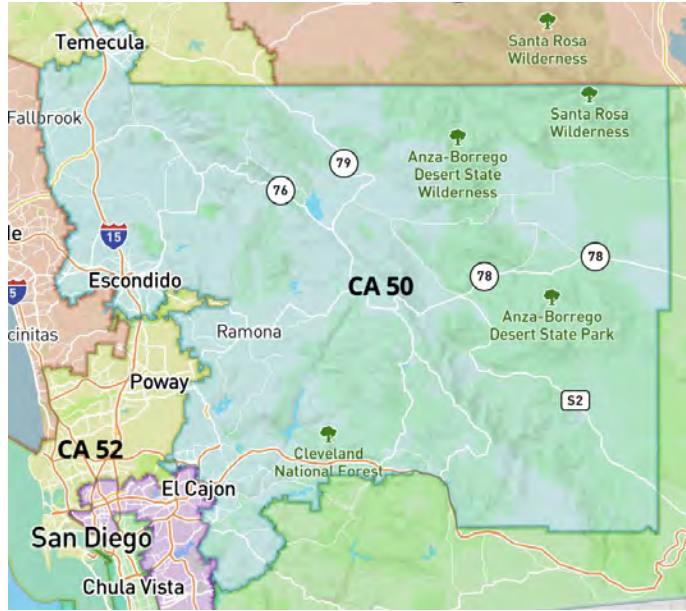 Temecula
Santa Rosa
Wilderness
Santa Rosa
Wilderness
Fallbrook
79
Anza-Borrego
Desert State
Wilderness
76
15
78
78
5
Escondido
CA 50
Anza-Borrego
Desert State Park
cinitas
Ramona
Poway
S2
CA 52
Cleveland
National Forest
El Cajon
San Diego
Chula Vista